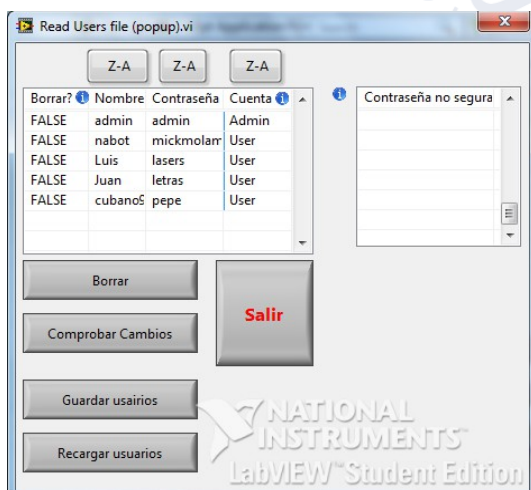 Read Users file (popup).vi
Z-A Z-A Z-A
Borrar? Nombre Contraseña Cuenta
FALSE admin admin Admin
FALSE nabot mickmolam User
FALSE Luis lasers User
FALSE Juan letras User
FALSE pepe User
Contraseña no segura
Borrar
Comprobar Cambios
Salir
Guardar usairios
Recargar usuarios
NATIONAL
INSTRUMENTS
LabVIEW Student Edition